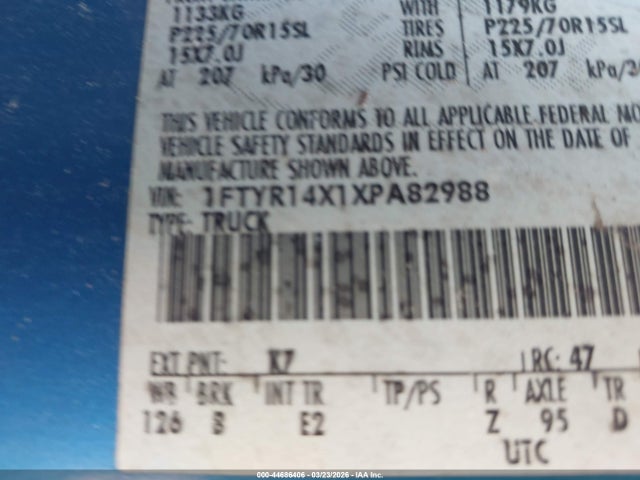 1133KG WITH 1179KG
P225/70R15SL TIRES P225/70R15SL
15X7.0J RIMS 15X7.0J
AT 207 kPa/30 PSI COLD AT 207 kPa/
THIS VEHICLE CONFORMS TO ALL APPLICABLE FEDERAL MO
VEHICLE SAFETY STANDARDS IN EFFECT ON THE DATE OF
MANUFACTURE SHOWN ABOVE.
VIN: 1FTYR14X1XPA82988
TYPE: TRUCK
EXT PNT: K7 RC: 47
WB BRK INT TR TP/PS R AXLE TR
126 B E2 Z 95 D
UTC
000-44686406 - 03/23/2026 - IAA Inc.